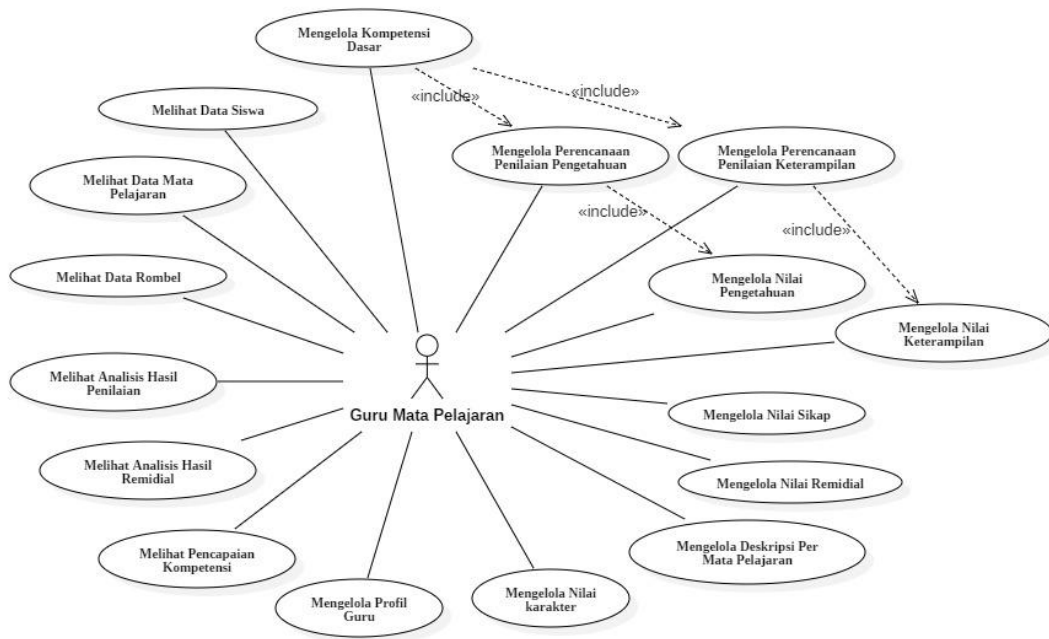 Mengelola Kompetensi
Dasar
«include»
«include»
Melihat Data Siswa
Mengelola Perencanaan
Penilaian Pengetahuan
Mengelola Perencanaan
Penilaian Keterampilan
Melihat Data Mata
Pelajaran
«include»
«include»
Melihat Data Rombel
Mengelola Nilai
Pengetahuan
Mengelola Nilai
Keterampilan
Melihat Analisis Hasil
Penilaian
Guru Mata Pelajaran
Mengelola Nilai Sikap
Melihat Analisis Hasil
Remidial
Mengelola Nilai Remidial
Melihat Pencapaian
Kompetensi
Mengelola Deskripsi Per
Mata Pelajaran
Mengelola Profil
Guru
Mengelola Nilai
karakter